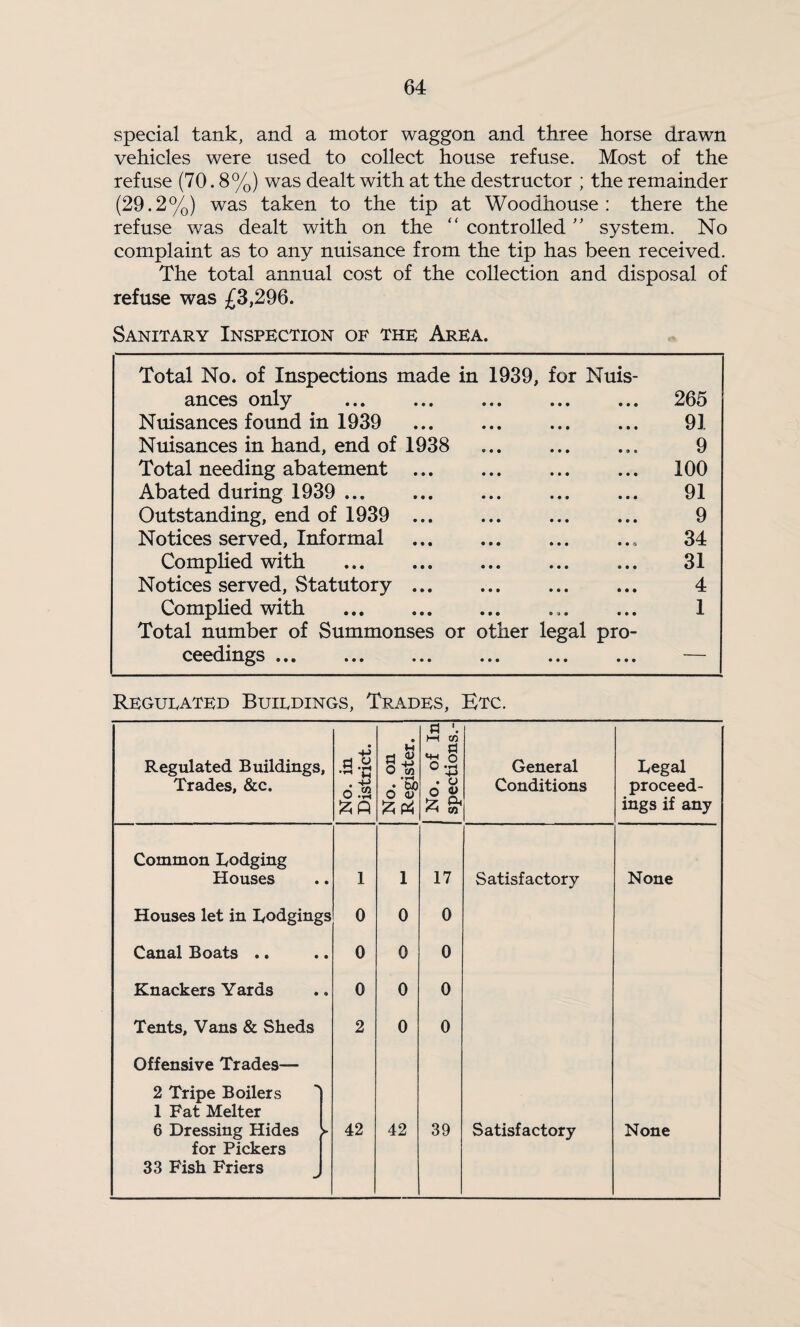 64
special tank, and a motor waggon and three horse drawn
vehicles were used to collect house refuse. Most of the
refuse (70.8%) was dealt with at the destructor ; the remainder
(29.2%) was taken to the tip at Woodhouse : there the
refuse was dealt with on the “ controlled ” system. No
complaint as to any nuisance from the tip has been received.
The total annual cost of the collection and disposal of
refuse was £3,296.
Sanitary Inspection of the Area.
Total No. of Inspections made in 1939, for Nuis-
ances only ... ... ... ... ... 265
Nuisances found in 1939 ... ... ... ... 91
Nuisances in hand, end of 1938 ... ... ... 9
Total needing abatement ... ... ... ... 100
Abated during 1939 ... ... ... ... ... 91
Outstanding, end of 1939 ... ... ... ... 9
Notices served, Informal ... ... ... ... 34
Complied with ... ... ... ... ... 31
Notices served, Statutory ... ... ... ... 4
Complied with ... ... ... ... ... 1
Total number of Summonses or other legal pro-
ceedings ... ... ... ... ... ... —
Regulated Buildings, Trades, Etc.
Regulated Buildings, Trades, &c.
No. in District.
No. on Register.
No. of In- spections.
General Conditions
Legal proceed- ings if any
Common Lodging
Houses .. 1 1 17 Satisfactory None
Houses let in Lodgings 0 0 0
Canal Boats .. .. 0 0 0
Knackers Yards .. 0 0 0
Tents, Vans & Sheds 2 0 0
Offensive Trades—
2 Tripe Boilers
1 Fat Melter
6 Dressing Hides } 42 42 39 Satisfactory None
for Pickers
33 Fish Friers